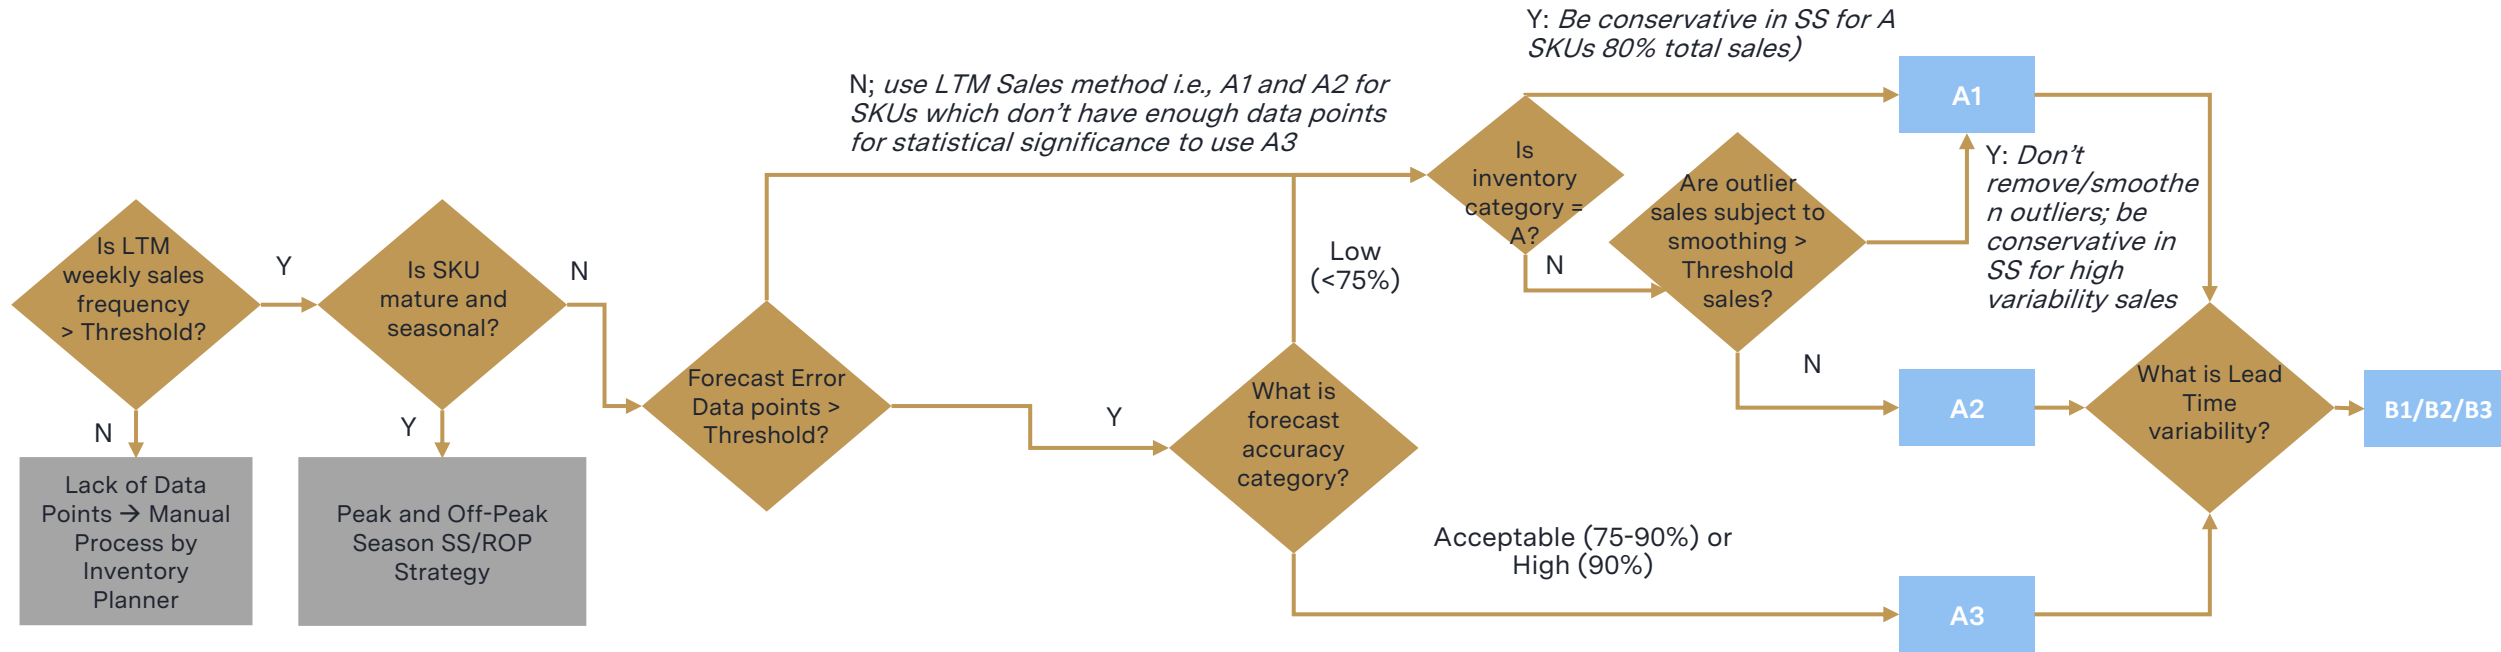 Is LTM
weekly sales
frequency
> Threshold?
Y
N
Lack of Data
Points → Manual
Process by
Inventory
Planner
Is SKU
mature and
seasonal?
N
Y
Peak and Off-Peak
Season SS/ROP
Strategy
Forecast Error
Data points >
Threshold?
N; use LTM Sales method i.e., A1 and A2 for
SKUs which don't have enough data points
for statistical significance to use A3
Y
What is
forecast
accuracy
category?
Low
(<75%)
Acceptable (75-90%) or
High (90%)
Is
inventory
category =
A?
Y: Be conservative in SS for A
SKUs 80% total sales)
N
Are outlier
sales subject to
smoothing >
Threshold
sales?
Y: Don't
remove/smoothe
n outliers; be
conservative in
SS for high
variability sales
N
A1
A2
A3
What is Lead
Time
variability?
B1/B2/B3